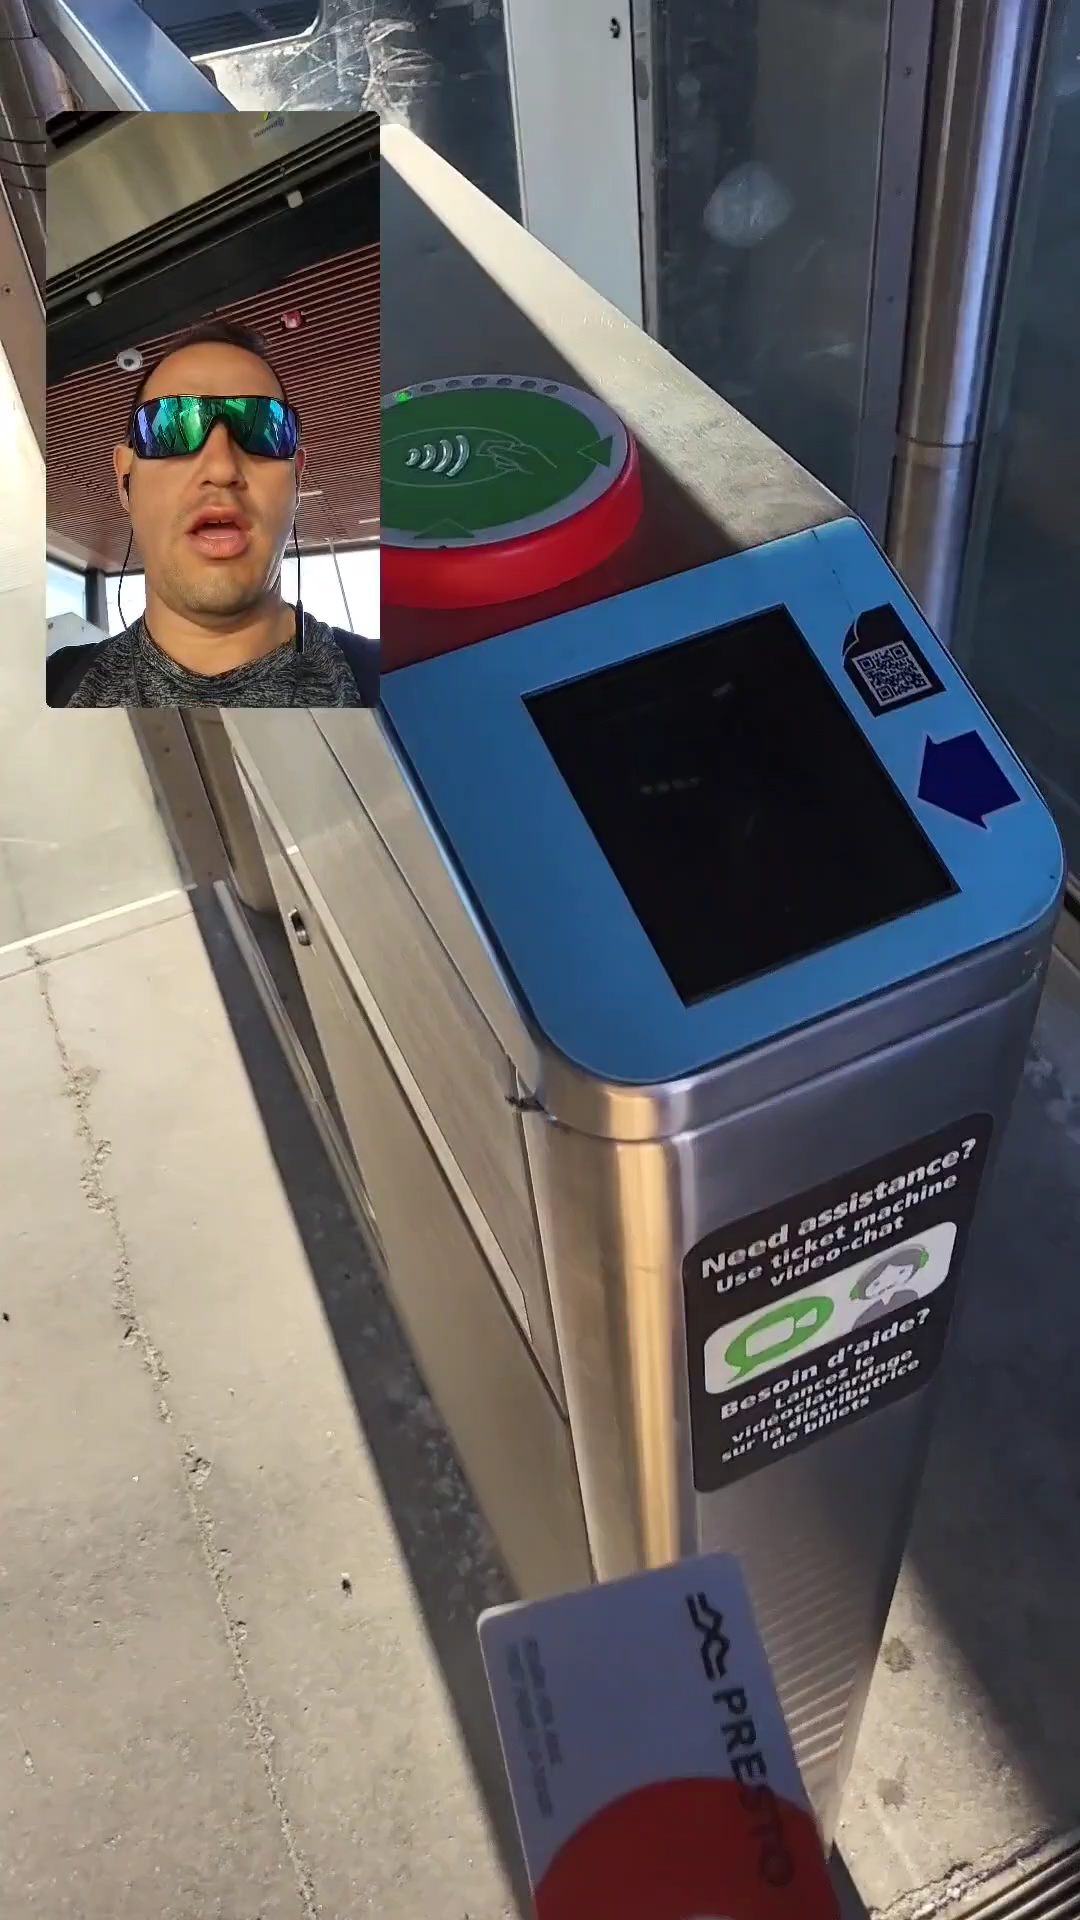 Need assistance?
Use ticket machine
video-chat
Besoin d'aide?
Lancez le
vidéoclavardage
sur la distributrice
de billets
PRESTO